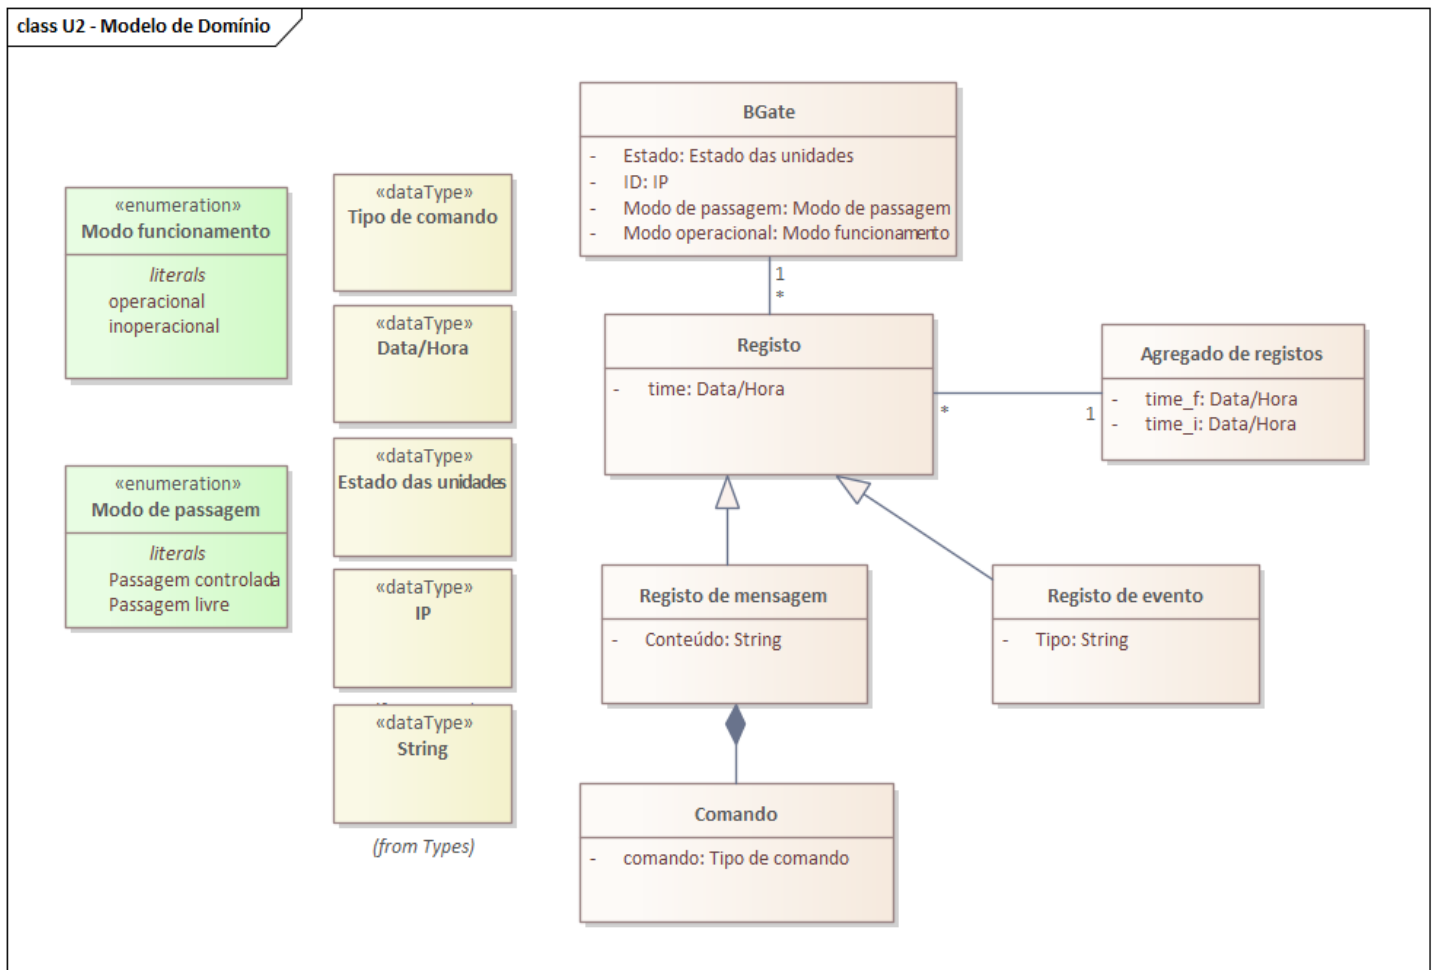 class U2 - Modelo de Domínio
BGate
- Estado: Estado das unidades
- ID: IP
- Modo de passagem: Modo de passagem
- Modo operacional: Modo funcionamento
«enumeration»
Modo funcionamento
literals
operacional
inoperacional
«dataType»
Tipo de comando
«dataType»
Data/Hora
1
*
Registo
- time: Data/Hora
*
1
Agregado de registos
- time_f: Data/Hora
- time_i: Data/Hora
«enumeration»
Modo de passagem
literals
Passagem controlada
Passagem livre
«dataType»
Estado das unidades
«dataType»
IP
«dataType»
String
(from Types)
Registo de mensagem
- Conteúdo: String
Registo de evento
- Tipo: String
Comando
- comando: Tipo de comando